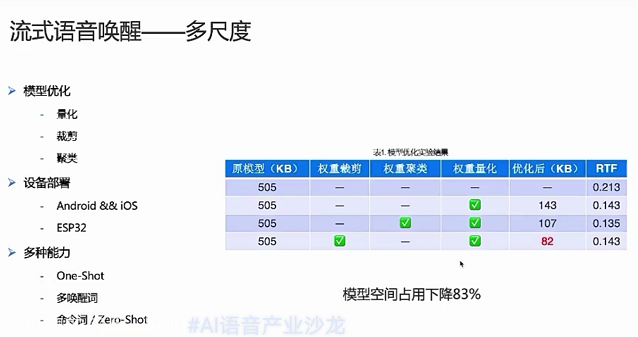 流式语音唤醒——多尺度
➢ 模型优化
- 量化
- 裁剪
- 聚类
➢ 设备部署
- Android && iOS
- ESP32
➢ 多种能力
- One-Shot
- 多唤醒词
- 命令词 / Zero-Shot
表1. 模型优化实验结果
原模型（KB） 权重裁剪 权重聚类 权重量化 优化后（KB） RTF
505 — — — — 0.213
505 — — ✅ 143 0.143
505 — ✅ ✅ 107 0.135
505 ✅ — ✅ 82 0.143
模型空间占用下降83%
#AI语音产业沙龙